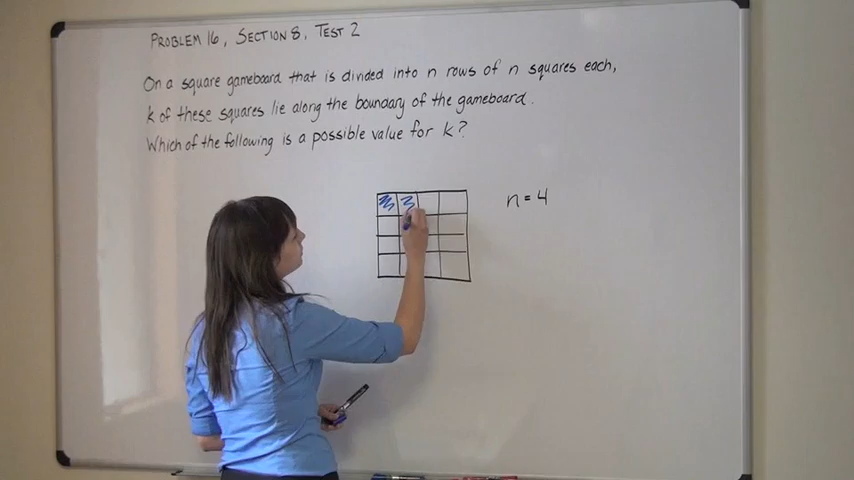 PROBLEM 16, SECTION 8, TEST 2
On a square gameboard that is divided into n rows of n squares each,
k of these squares lie along the boundary of the gameboard.
Which of the following is a possible value for k?
n = 4